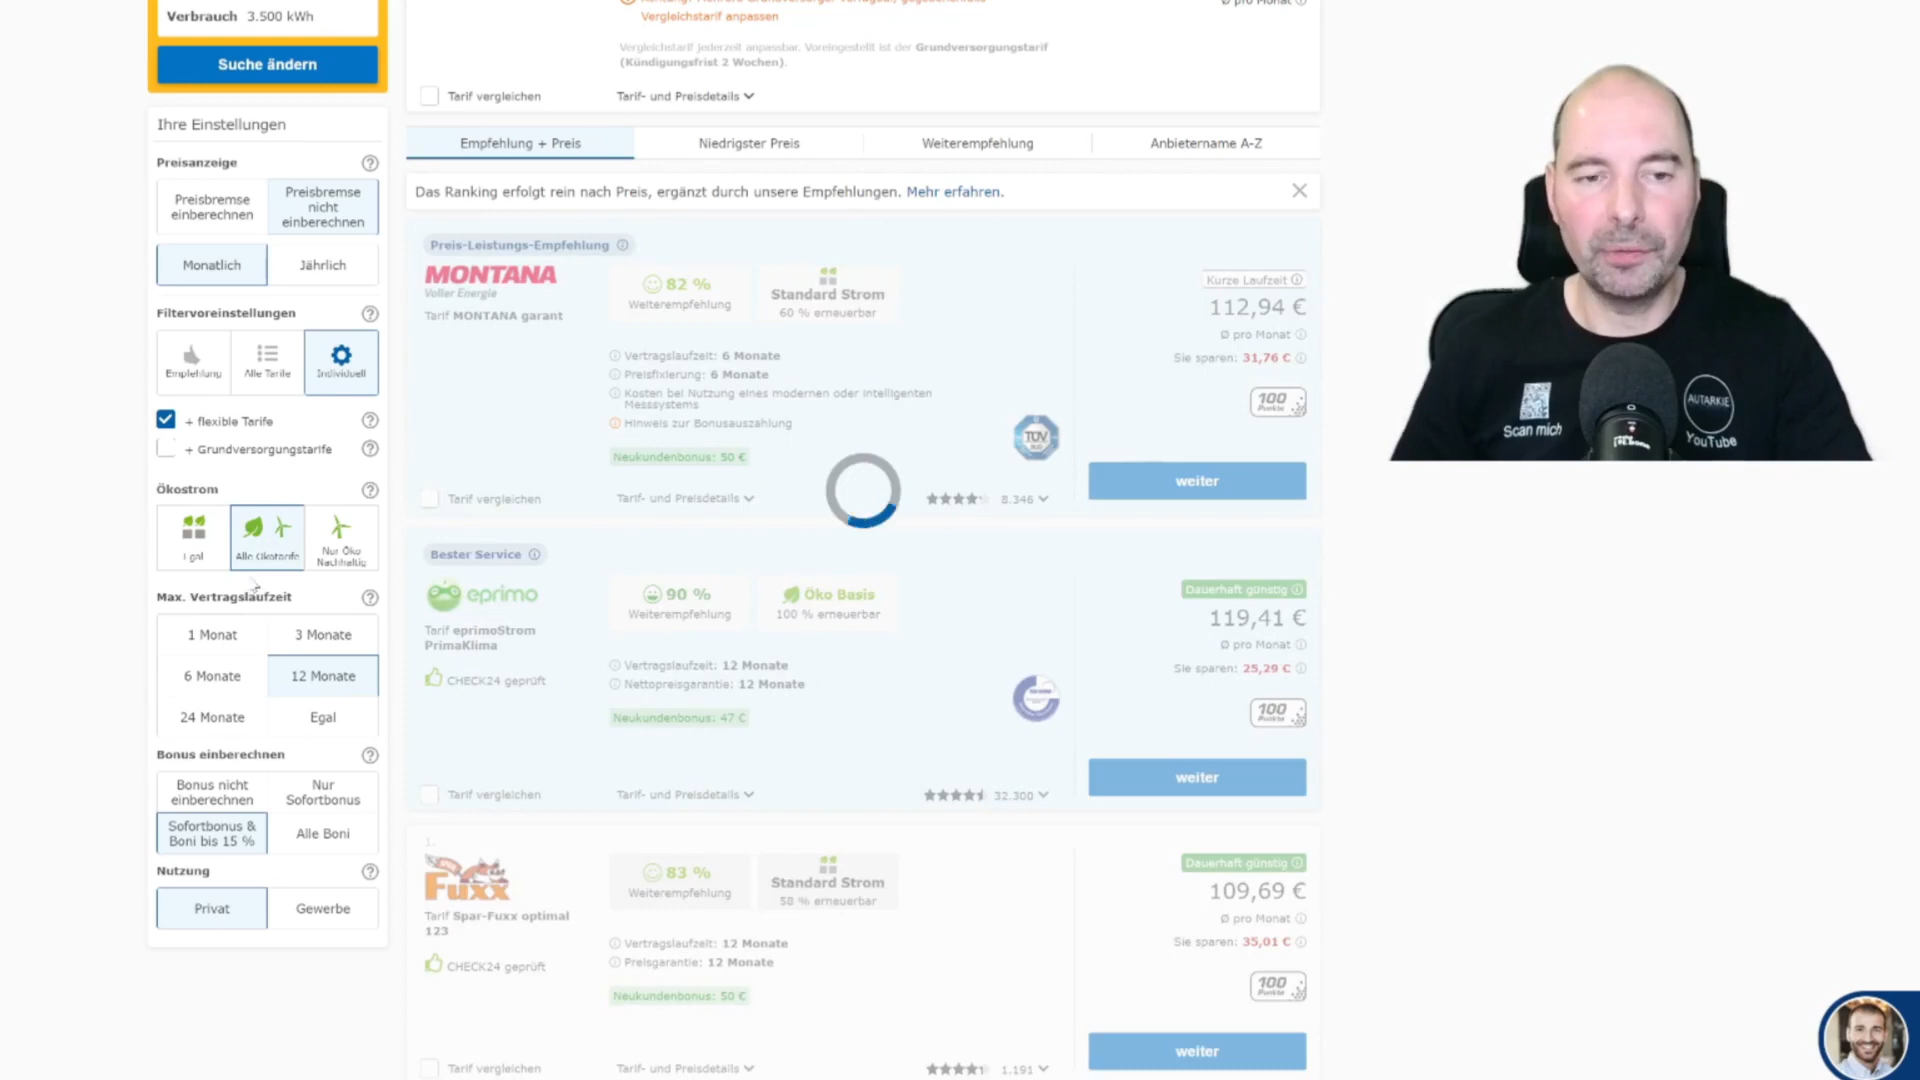 Verbrauch 3.500 kWh
Suche ändern
Vergleichstarif anpassen
Ø pro Monat
Vergleichstarif jederzeit anpassbar. Voreingestellt ist der Grundversorgungstarif
(Kündigungsfrist 2 Wochen).
Tarif vergleichen
Tarif- und Preisdetails
Ihre Einstellungen
Preisanzeige
Preisbremse einberechnen
Preisbremse nicht einberechnen
Monatlich
Jährlich
Filtervoreinstellungen
Empfehlung
Alle Tarife
Individuell
+ flexible Tarife
+ Grundversorgungstarife
Ökostrom
Egal
Alle Ökotarife
Nur Öko Nachhaltig
Max. Vertragslaufzeit
1 Monat
3 Monate
6 Monate
12 Monate
24 Monate
Egal
Bonus einberechnen
Bonus nicht einberechnen
Nur Sofortbonus
Sofortbonus & Boni bis 15 %
Alle Boni
Nutzung
Privat
Gewerbe
Empfehlung + Preis
Niedrigster Preis
Weiterempfehlung
Anbietername A-Z
Das Ranking erfolgt rein nach Preis, ergänzt durch unsere Empfehlungen. Mehr erfahren.
Preis-Leistungs-Empfehlung
MONTANA
Voller Energie
Tarif MONTANA garant
82 %
Weiterempfehlung
Standard Strom
60 % erneuerbar
Vertragslaufzeit: 6 Monate
Preisfixierung: 6 Monate
Kosten bei Nutzung eines modernen oder intelligenten
Messsystems
Hinweis zur Bonusauszahlung
Neukundenbonus: 50 €
TÜV
Kurze Laufzeit
112,94 €
Ø pro Monat
Sie sparen: 31,76 €
100
Punkte
weiter
Tarif vergleichen
Tarif- und Preisdetails
8.346
Bester Service
eprimo
Tarif eprimoStrom
PrimaKlima
CHECK24 geprüft
90 %
Weiterempfehlung
Öko Basis
100 % erneuerbar
Vertragslaufzeit: 12 Monate
Nettopreisgarantie: 12 Monate
Neukundenbonus: 47 €
Dauerhaft günstig
119,41 €
Ø pro Monat
Sie sparen: 25,29 €
100
Punkte
weiter
Tarif vergleichen
Tarif- und Preisdetails
32.300
1.
Fuxx
Tarif Spar-Fuxx optimal
123
CHECK24 geprüft
83 %
Weiterempfehlung
Standard Strom
58 % erneuerbar
Vertragslaufzeit: 12 Monate
Preisgarantie: 12 Monate
Neukundenbonus: 50 €
Dauerhaft günstig
109,69 €
Ø pro Monat
Sie sparen: 35,01 €
100
Punkte
weiter
Tarif vergleichen
Tarif- und Preisdetails
1.191
Scan mich
AUTARKIE
YouTube